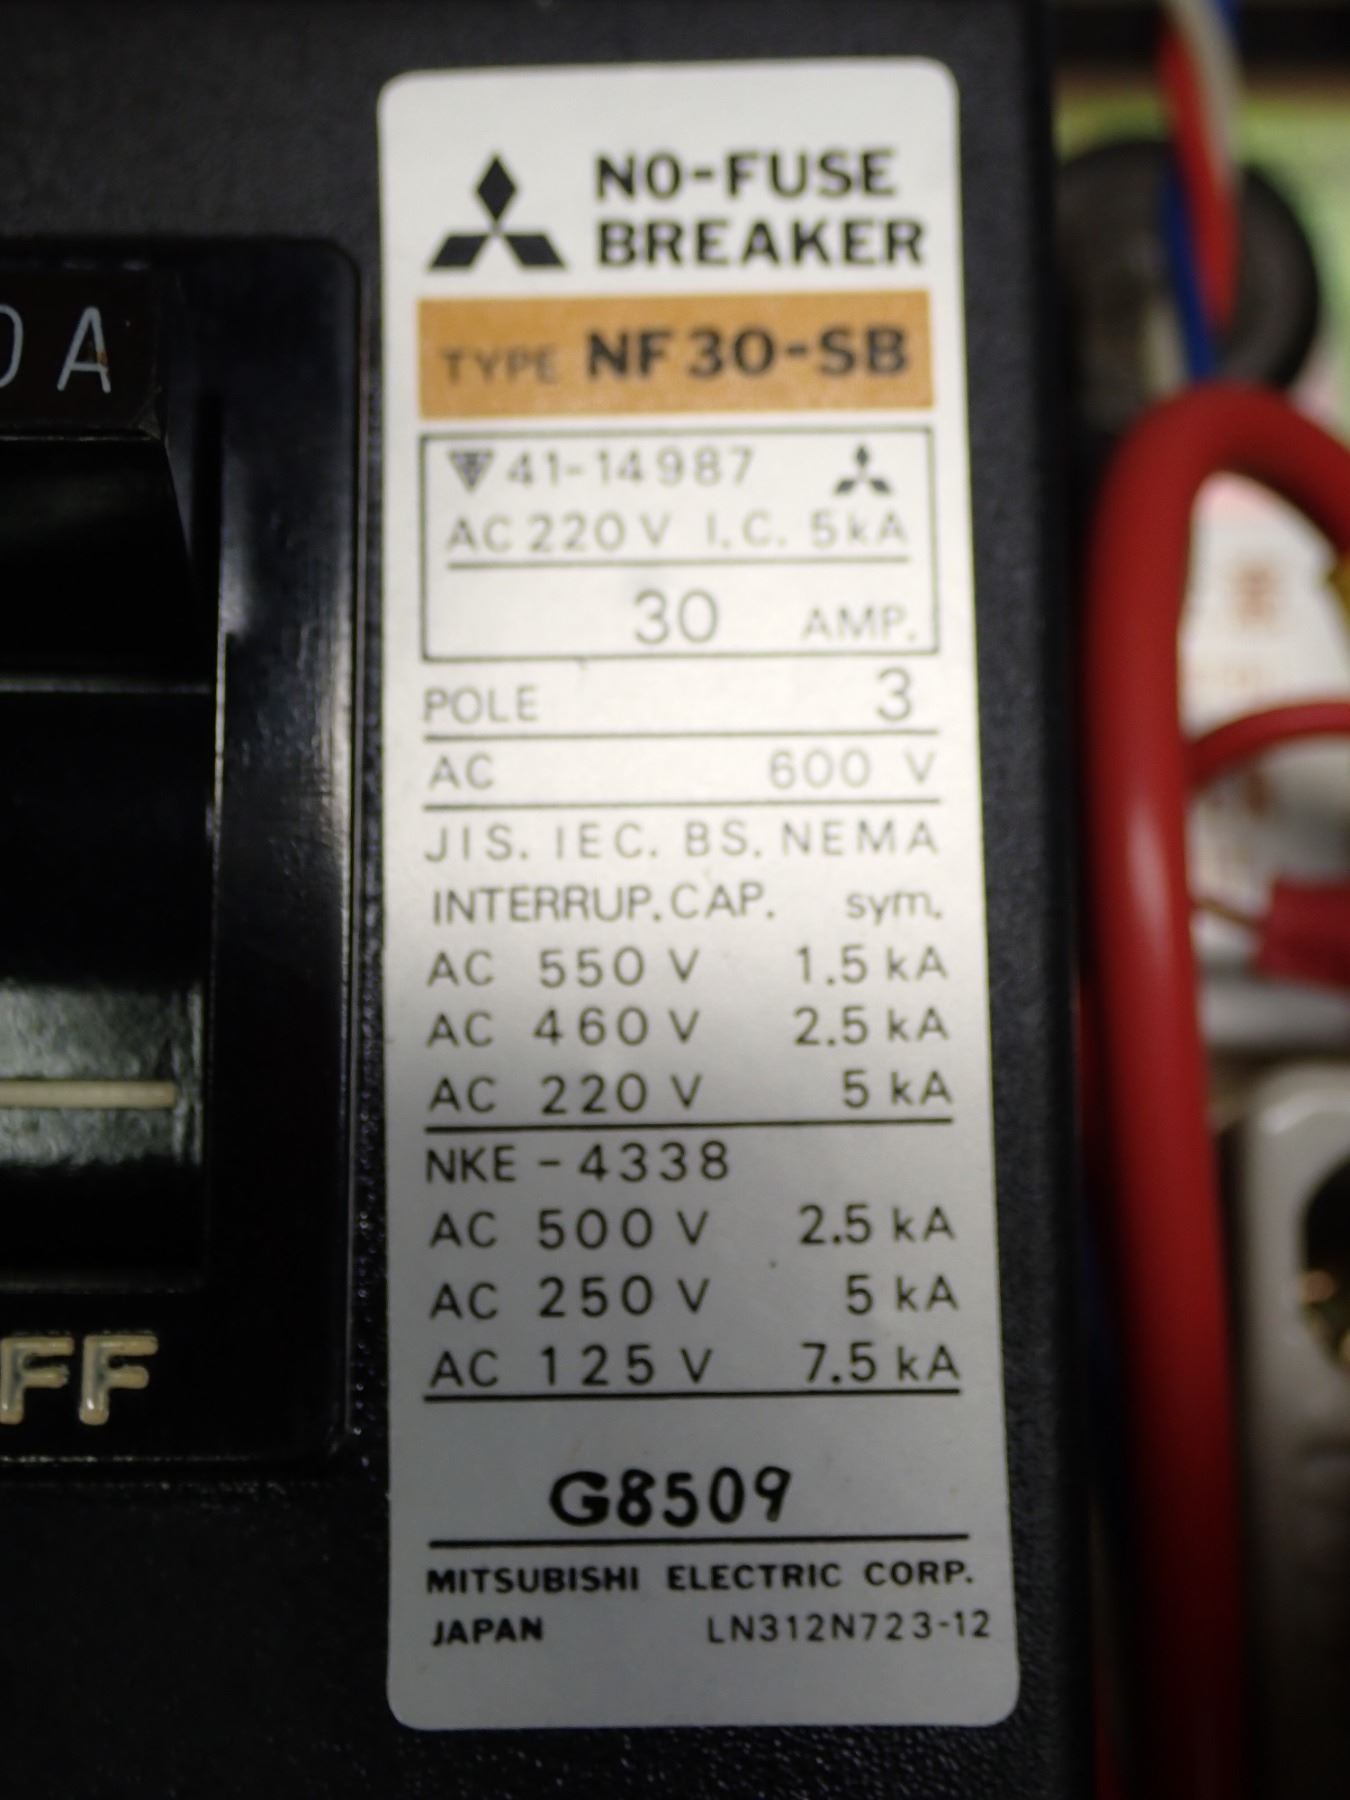 NO-FUSE
BREAKER
TYPE NF30-SB
41-14987
AC 220V I.C. 5kA
30 AMP.
POLE 3
AC 600 V
JIS. IEC. BS. NEMA
INTERRUP. CAP. sym.
AC 550 V 1.5 kA
AC 460 V 2.5 kA
AC 220 V 5 kA
NKE - 4338
AC 500 V 2.5 kA
AC 250 V 5 kA
AC 125 V 7.5 kA
G8509
MITSUBISHI ELECTRIC CORP.
JAPAN LN312N723-12
0A
FF